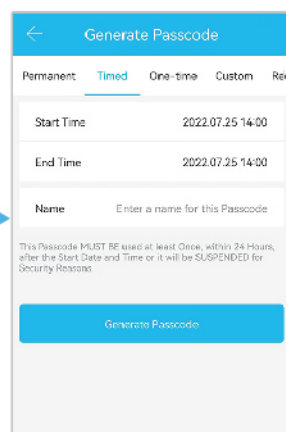 Generate Passcode
Permanent Timed One-time Custom Re
Start Time 2022.07.25 14:00
End Time 2022.07.25 14:00
Name Enter a name for this Passcode
This Passcode MUST BE used at least Once, within 24 Hours,
after the Start Date and Time or it will be SUSPENDED for
Security Reasons.
Generate Passcode